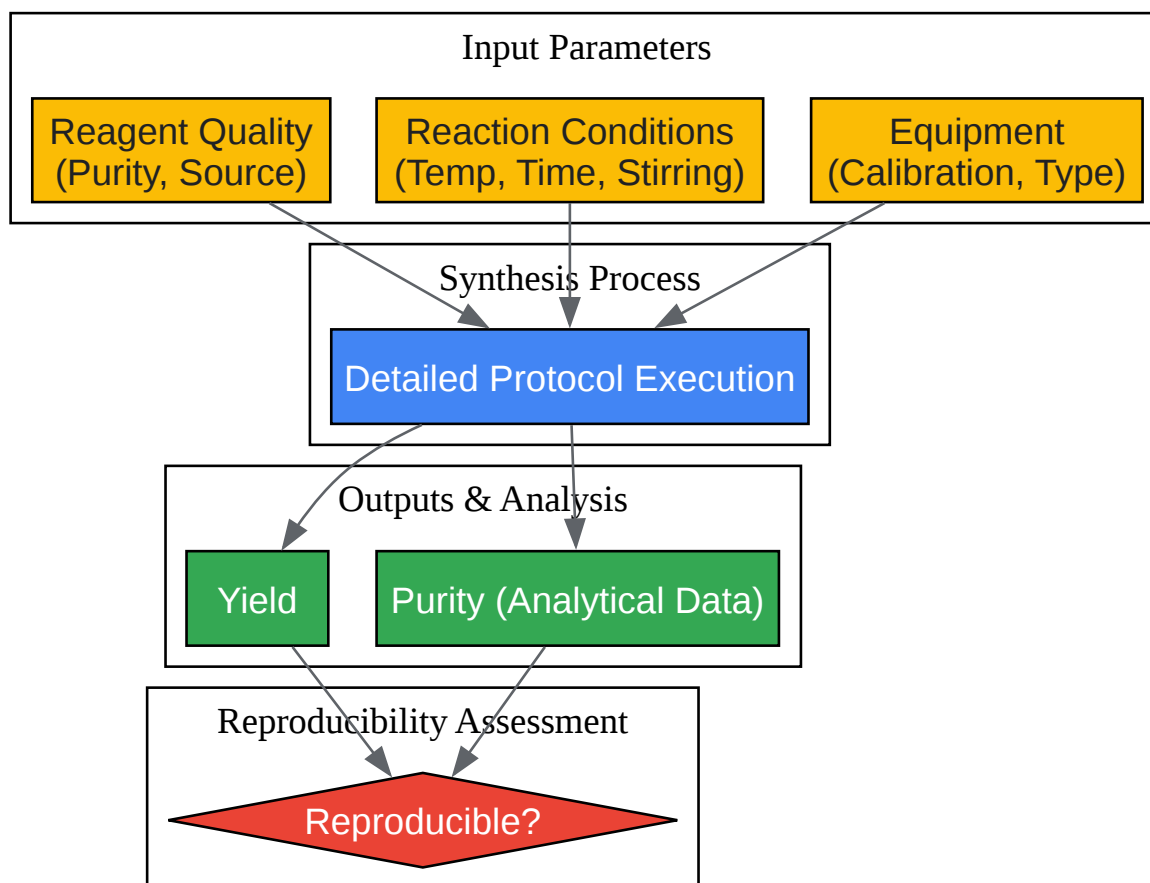 Input Parameters
Reagent Quality
(Purity, Source)
Reaction Conditions
(Temp, Time, Stirring)
Equipment
(Calibration, Type)
Synthesis Process
Detailed Protocol Execution
Outputs & Analysis
Yield
Purity (Analytical Data)
Reproducibility Assessment
Reproducible?